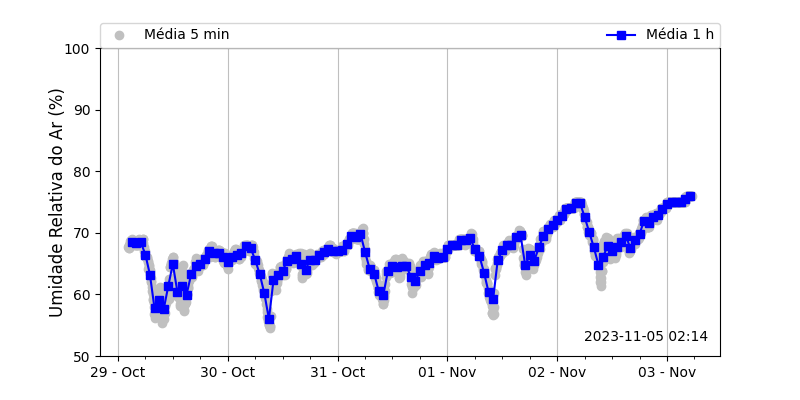 Média 5 min
Média 1 h
Umidade Relativa do Ar (%)
100
90
80
70
60
50
2023-11-05 02:14
29 - Oct
30 - Oct
31 - Oct
01 - Nov
02 - Nov
03 - Nov